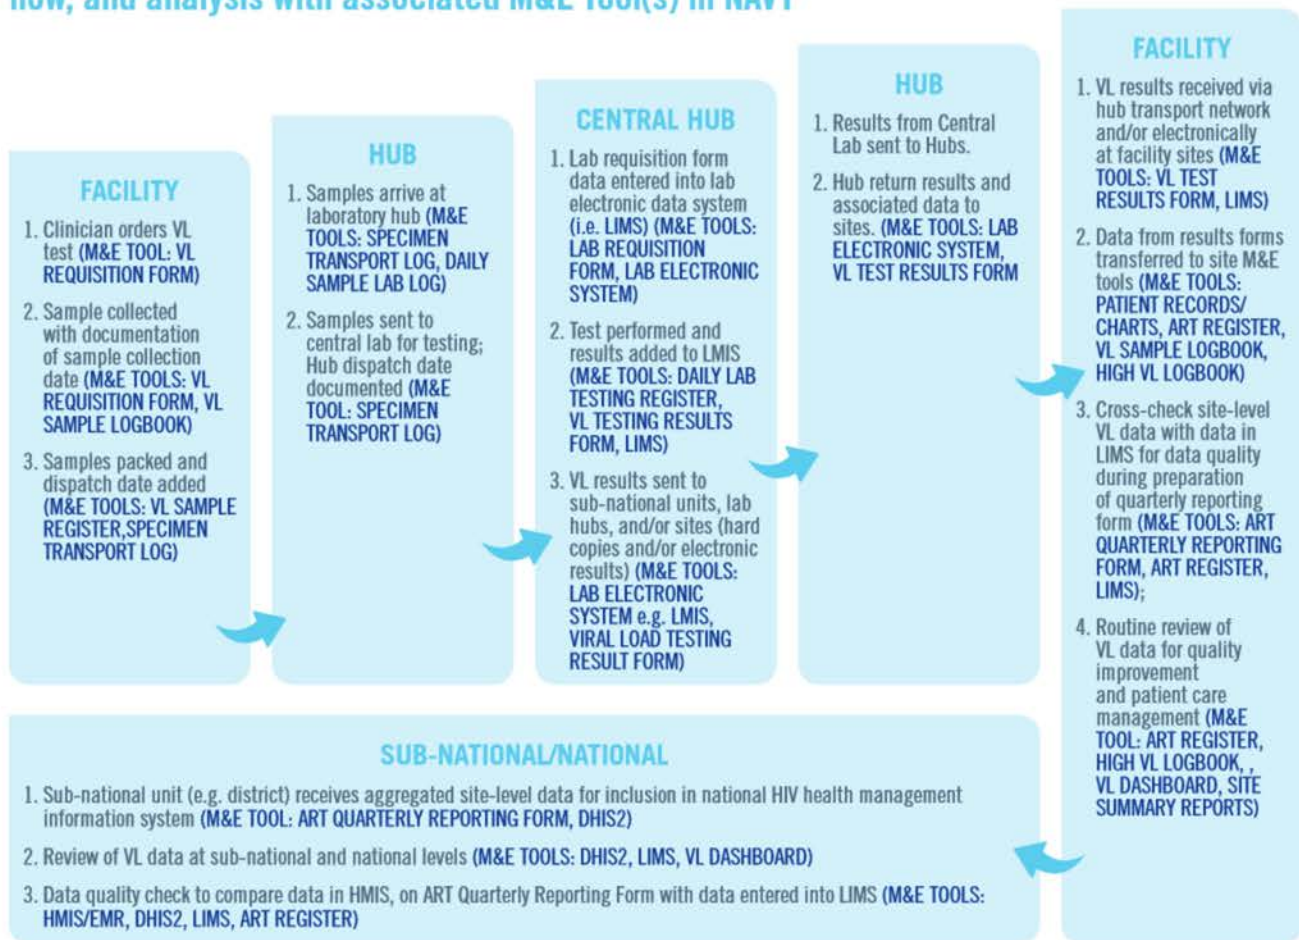 and analysis with associated M&E Tool(s) in NAVT
FACILITY
1. Clinician orders VL
test (M&E TOOL: VL
REQUISITION FORM)
2. Sample collected
with documentation
of sample collection
date (M&E TOOLS: VL
REQUISITION FORM, VL
SAMPLE LOGBOOK)
3. Samples packed and
dispatch date added
(M&E TOOLS: VL SAMPLE
REGISTER,SPECIMEN
TRANSPORT LOG)
HUB
1. Samples arrive at
laboratory hub (M&E
TOOLS: SPECIMEN
TRANSPORT LOG, DAILY
SAMPLE LAB LOG)
2. Samples sent to
central lab for testing;
Hub dispatch date
documented (M&E
TOOL: SPECIMEN
TRANSPORT LOG)
CENTRAL HUB
1. Lab requisition form
data entered into lab
electronic data system
(i.e. LIMS) (M&E TOOLS:
LAB REQUISITION
FORM, LAB ELECTRONIC
SYSTEM)
2. Test performed and
results added to LMIS
(M&E TOOLS: DAILY LAB
TESTING REGISTER,
VL TESTING RESULTS
FORM, LIMS)
3. VL results sent to
sub-national units, lab
hubs, and/or sites (hard
copies and/or electronic
results) (M&E TOOLS:
LAB ELECTRONIC
SYSTEM e.g. LMIS,
VIRAL LOAD TESTING
RESULT FORM)
HUB
1. Results from Central
Lab sent to Hubs.
2. Hub return results and
associated data to
sites. (M&E TOOLS: LAB
ELECTRONIC SYSTEM,
VL TEST RESULTS FORM
FACILITY
1. VL results received via
hub transport network
and/or electronically
at facility sites (M&E
TOOLS: VL TEST
RESULTS FORM, LIMS)
2. Data from results forms
transferred to site M&E
tools (M&E TOOLS:
PATIENT RECORDS/
CHARTS, ART REGISTER,
VL SAMPLE LOGBOOK,
HIGH VL LOGBOOK)
3. Cross-check site-level
VL data with data in
LIMS for data quality
during preparation
of quarterly reporting
form (M&E TOOLS: ART
QUARTERLY REPORTING
FORM, ART REGISTER,
LIMS);
4. Routine review of
VL data for quality
improvement
and patient care
management (M&E
TOOL: ART REGISTER,
HIGH VL LOGBOOK, ,
VL DASHBOARD, SITE
SUMMARY REPORTS)
SUB-NATIONAL/NATIONAL
1. Sub-national unit (e.g. district) receives aggregated site-level data for inclusion in national HIV health management
information system (M&E TOOL: ART QUARTERLY REPORTING FORM, DHIS2)
2. Review of VL data at sub-national and national levels (M&E TOOLS: DHIS2, LIMS, VL DASHBOARD)
3. Data quality check to compare data in HMIS, on ART Quarterly Reporting Form with data entered into LIMS (M&E TOOLS:
HMIS/EMR, DHIS2, LIMS, ART REGISTER)